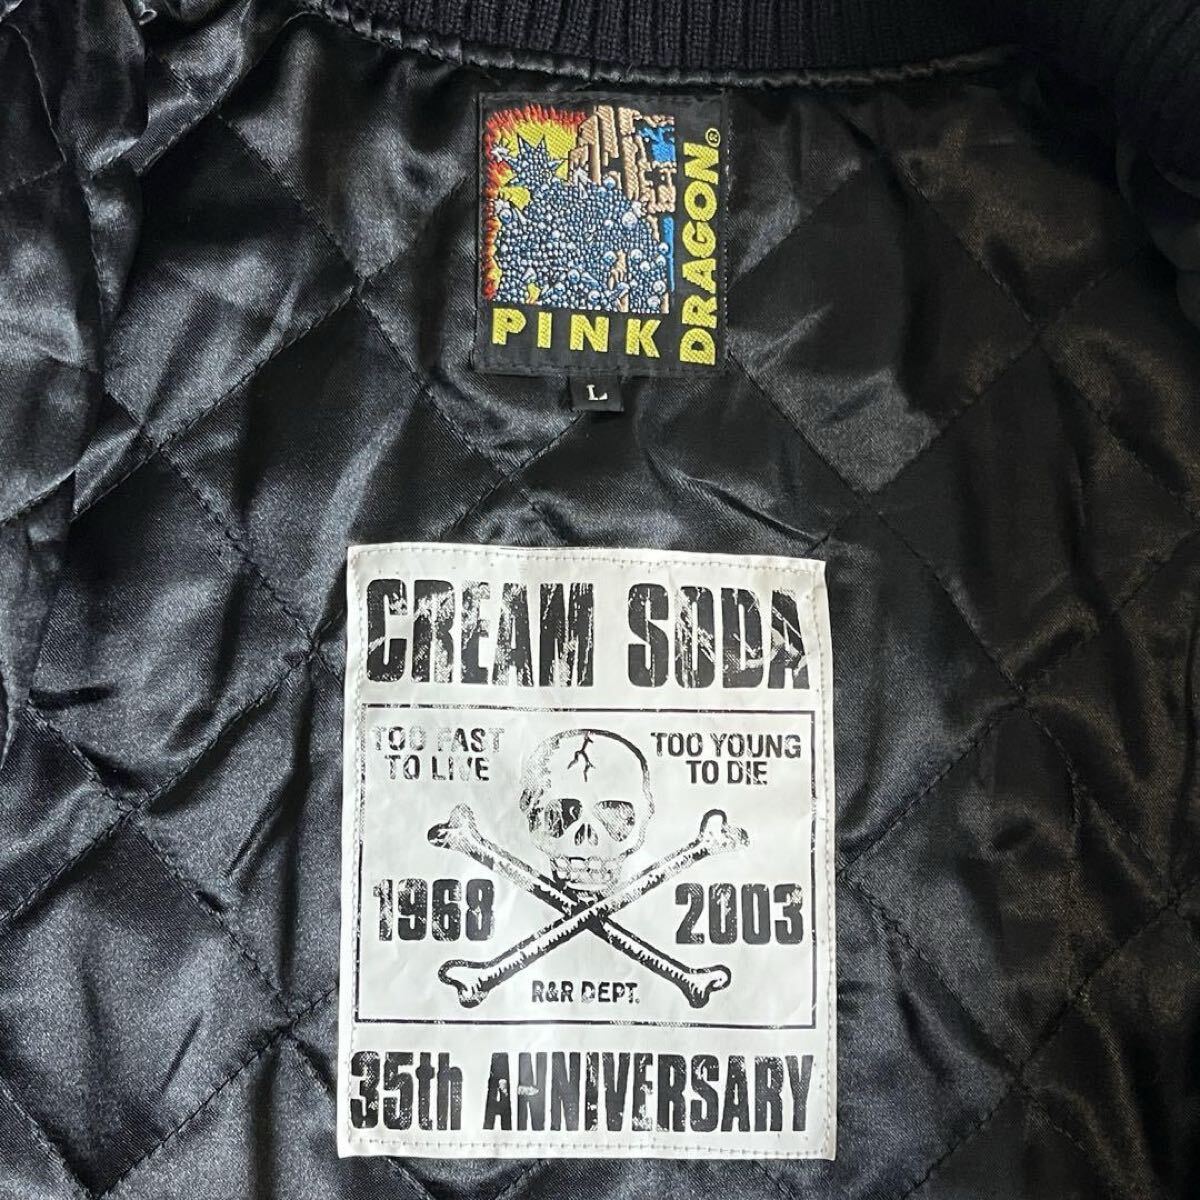 PINK
DRAGON®
L
CREAM SODA
TOO FAST
TO LIVE
TOO YOUNG
TO DIE
1968
2003
R&R DEPT.
35th ANNIVERSARY